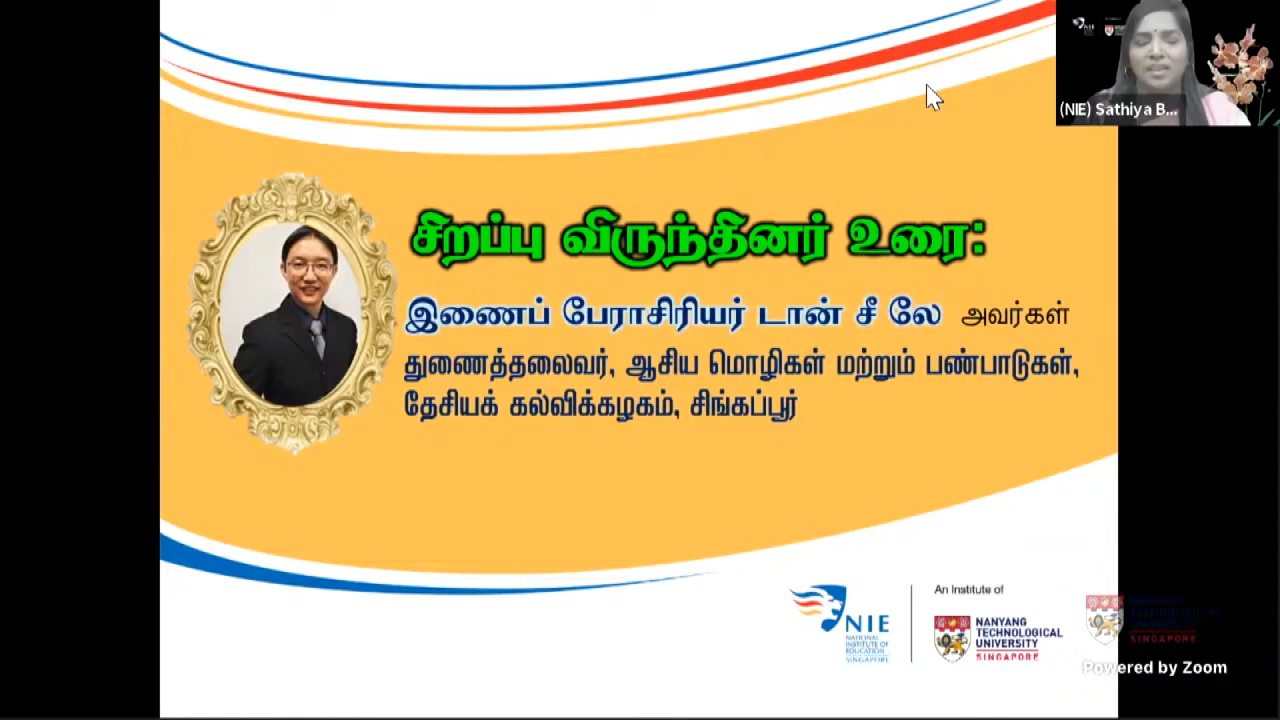 (NIE) Sathiya B...
சிறப்பு விருந்தினர் உரை:
இணைப் பேராசிரியர் டான் சீ லே அவர்கள்
துணைத்தலைவர், ஆசிய மொழிகள் மற்றும் பண்பாடுகள்,
தேசியக் கல்விக்கழகம், சிங்கப்பூர்
NIE
NATIONAL
INSTITUTE OF
EDUCATION
SINGAPORE
An Institute of
NANYANG
TECHNOLOGICAL
UNIVERSITY
SINGAPORE
SINGAPORE
Powered by Zoom